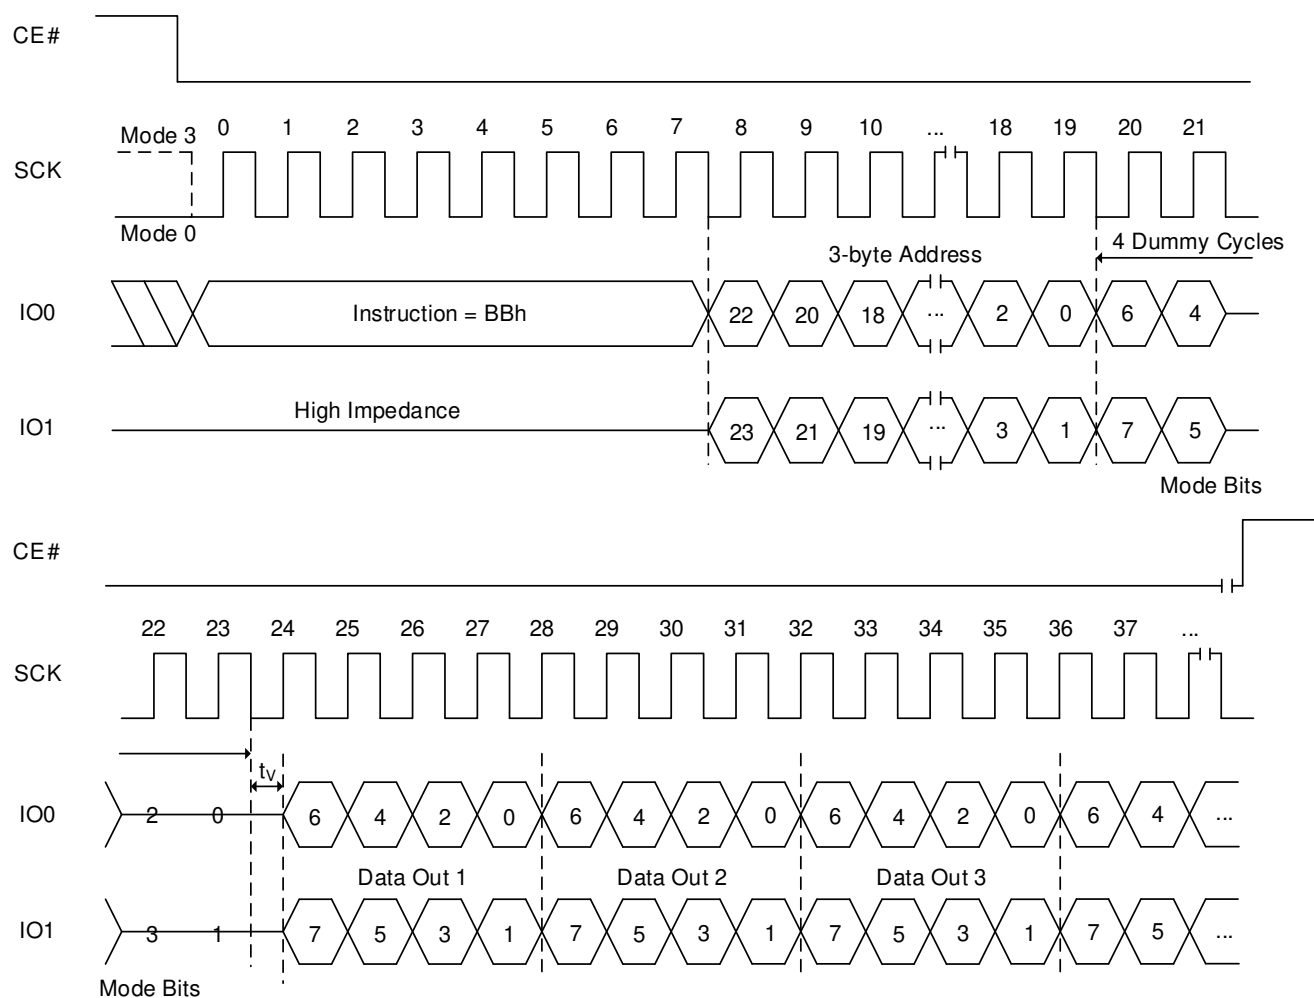 CE#
Mode 3 0 1 2 3 4 5 6 7 8 9 10 ... 18 19 20 21
SCK
Mode 0
3-byte Address 4 Dummy Cycles
IO0 Instruction = BBh 22 20 18 ... 2 0 6 4
High Impedance
IO1 23 21 19 ... 3 1 7 5
Mode Bits
CE#
22 23 24 25 26 27 28 29 30 31 32 33 34 35 36 37 ...
SCK
tV
IO0 2 0 6 4 2 0 6 4 2 0 6 4 2 0 6 4 ...
Data Out 1 Data Out 2 Data Out 3
IO1 3 1 7 5 3 1 7 5 3 1 7 5 3 1 7 5 ...
Mode Bits